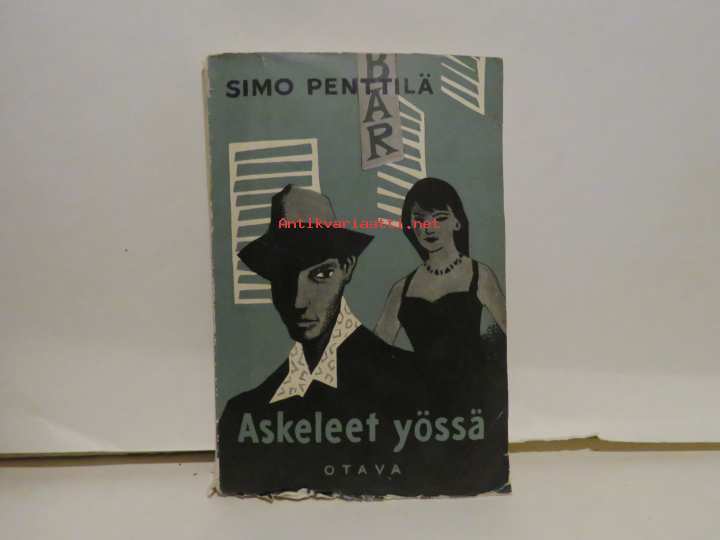 SIMO PENTTILÄ
BAR
Antikvariaatti.net
Askeleet yössä
OTAVA